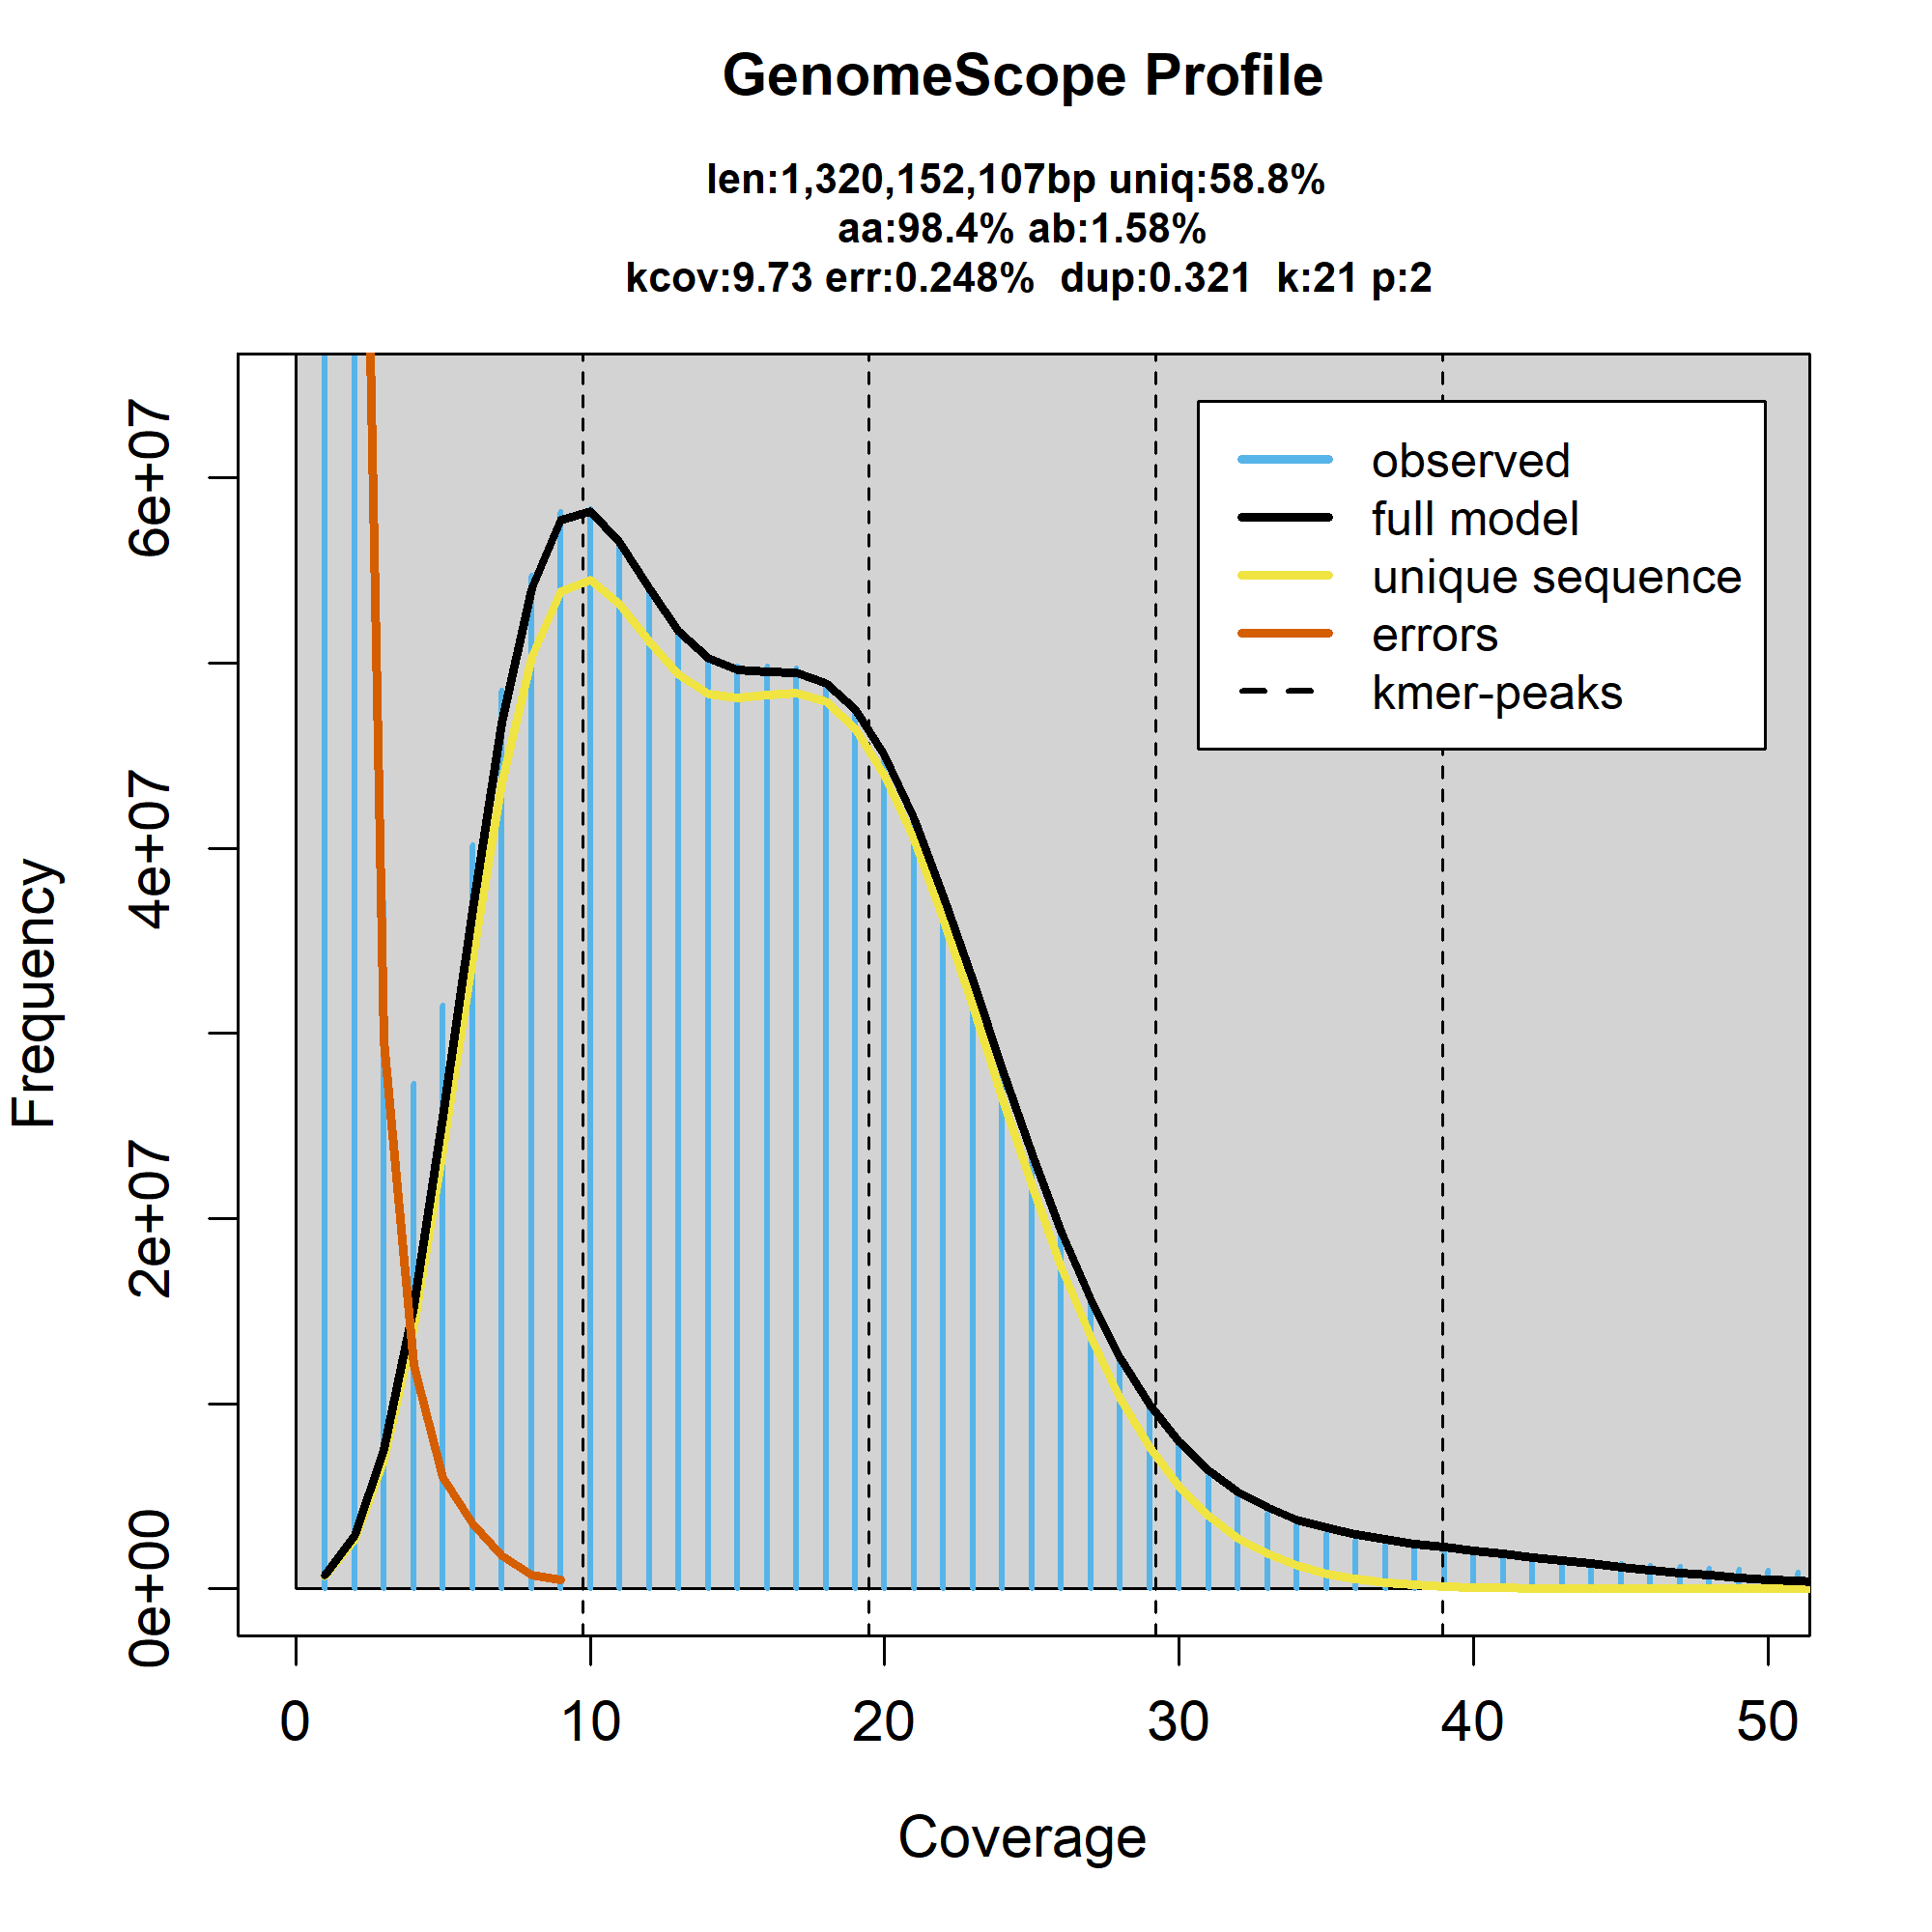 GenomeScope Profile
len:1,320,152,107bp uniq:58.8%
aa:98.4% ab:1.58%
kcov:9.73 err:0.248%  dup:0.321  k:21 p:2
observed
full model
unique sequence
errors
kmer-peaks
Frequency
6e+07
4e+07
2e+07
0e+00
0 10 20 30 40 50
Coverage